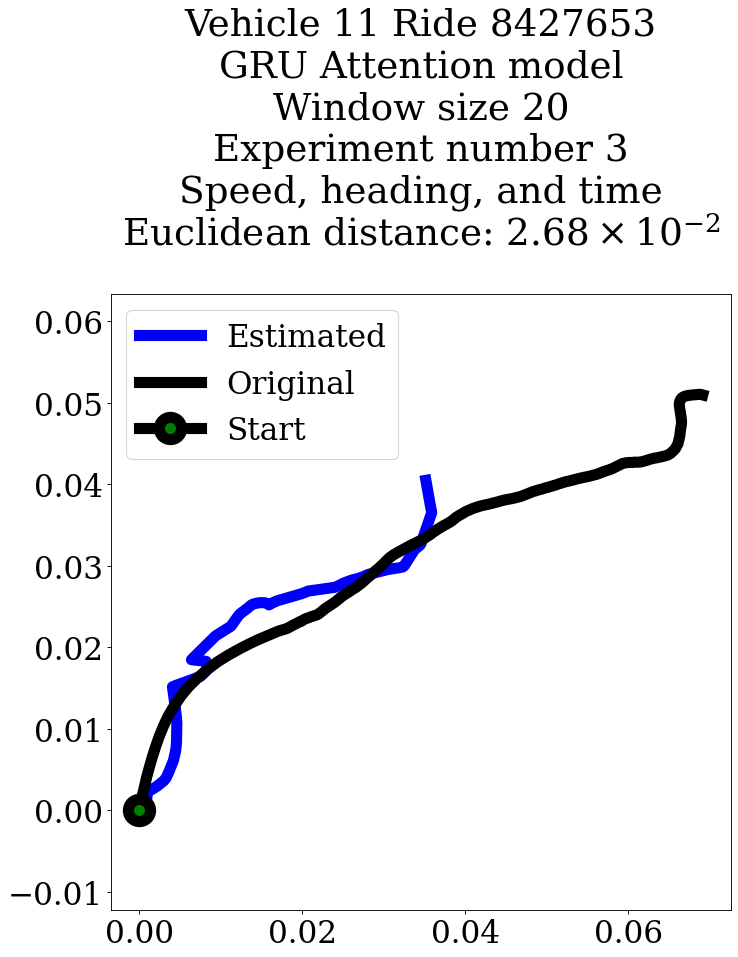 Vehicle 11 Ride 8427653
GRU Attention model
Window size 20
Experiment number 3
Speed, heading, and time
Euclidean distance: 2.68 × 10⁻²
Estimated
Original
Start
0.06
0.05
0.04
0.03
0.02
0.01
0.00
−0.01
0.00 0.02 0.04 0.06